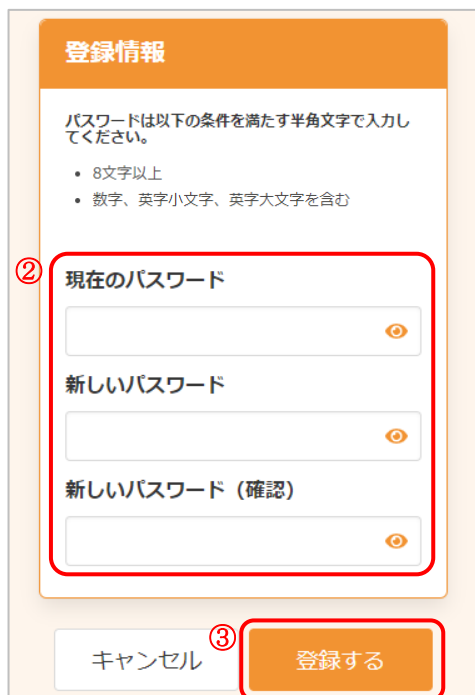 登録情報
パスワードは以下の条件を満たす半角文字で入力し
てください。
• 8文字以上
• 数字、英字小文字、英字大文字を含む
②
現在のパスワード
新しいパスワード
新しいパスワード（確認）
キャンセル
③
登録する